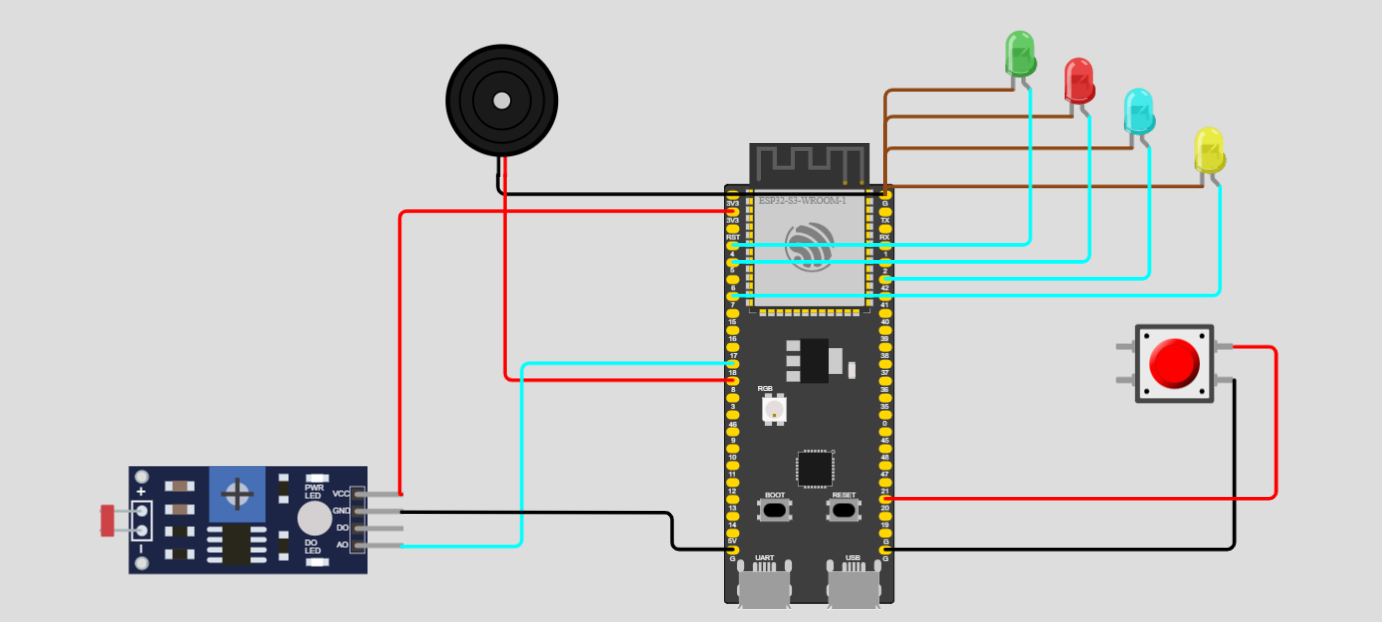 ESP32-S3-WROOM-1
3V3
3V3
RST
4
5
6
7
15
16
17
18
8
3
46
9
10
11
12
13
14
5V
G
G
TX
RX
1
2
42
41
40
39
38
37
36
35
0
45
48
47
21
20
19
G
G
RGB
BOOT
RESET
UART
USB
+
PWR
LED
DO
LED
VCC
GND
DO
AO